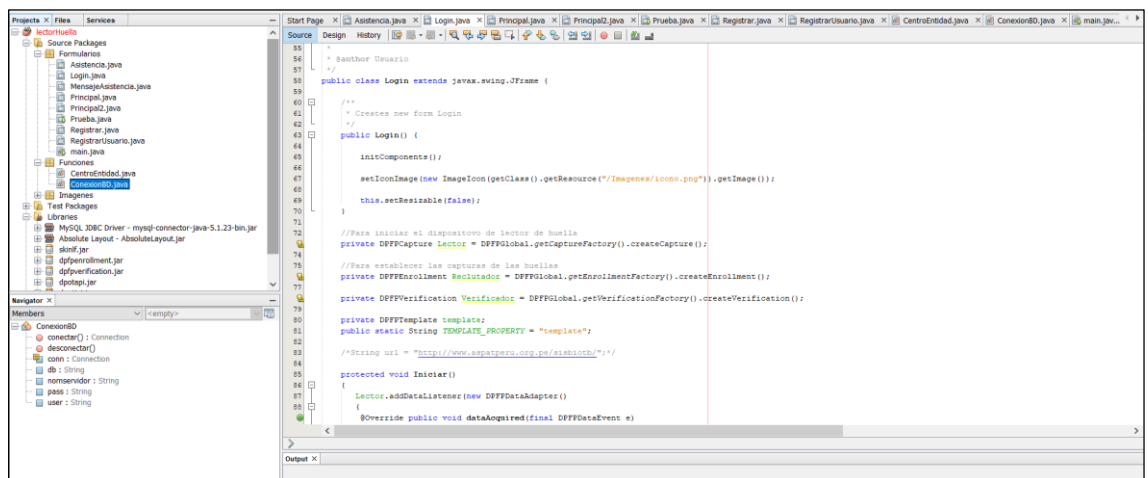 Projects Files Services
lectorHuella
Source Packages
Formularios
Asistencia.java
Login.java
MensajeAsistencia.java
Principal.java
Principal2.java
Prueba.java
Registrar.java
RegistrarUsuario.java
main.java
Funciones
CentroEntidad.java
ConexionBD.java
Imagenes
Test Packages
Libraries
MySQL JDBC Driver - mysql-connector-java-5.1.23-bin.jar
Absolute Layout - AbsoluteLayout.jar
skinlf.jar
dpfpenrollment.jar
dpfpverification.jar
dpotapi.jar
Navigator
Members <empty>
ConexionBD
conectar() : Connection
desconectar()
conn : Connection
db : String
nomservidor : String
pass : String
user : String
Start Page Asistencia.java Login.java Principal.java Principal2.java Prueba.java Registrar.java RegistrarUsuario.java CentroEntidad.java ConexionBD.java main.jav...
Source Design History
55 *
56 * @author Usuario
57 */
58 public class Login extends javax.swing.JFrame {
59
60 /**
61 * Creates new form Login
62 */
63 public Login() {
64
65 initComponents();
66
67 setIconImage(new ImageIcon(getClass().getResource("/Imagenes/icono.png")).getImage());
68
69 this.setResizable(false);
70 }
71
72 //Para iniciar el dispositovo de lector de huella
private DPFPCapture Lector = DPFPGlobal.getCaptureFactory().createCapture();
74
75 //Para establecer las capturas de las huellas
private DPFPEnrollment Reclutador = DPFPGlobal.getEnrollmentFactory().createEnrollment();
77
private DPFPVerification Verificador = DPFPGlobal.getVerificationFactory().createVerification();
79
80 private DPFPTemplate template;
81 public static String TEMPLATE_PROPERTY = "template";
82
83 /*String url = "http://www.aspatperu.org.pe/sisbiotb/";*/
84
85 protected void Iniciar()
86 {
87 Lector.addDataListener(new DPFPDataAdapter()
88 {
@Override public void dataAcquired(final DPFPDataEvent e)
Output